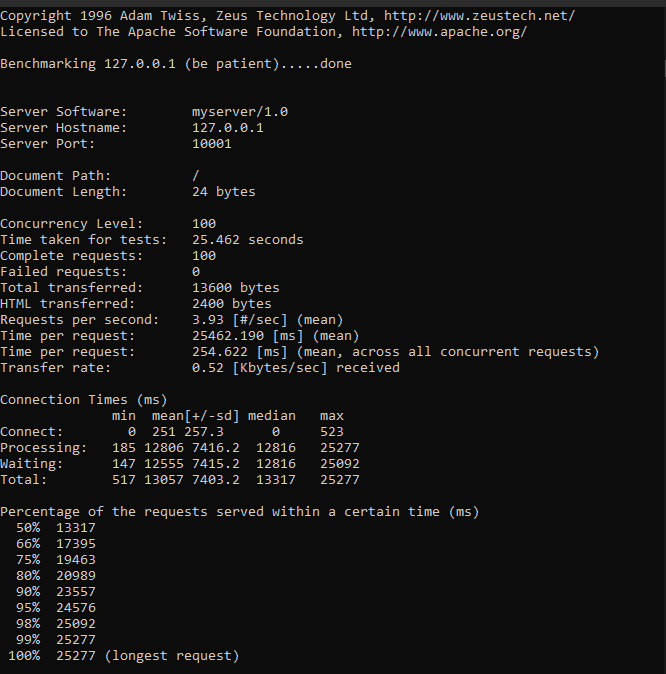 Copyright 1996 Adam Twiss, Zeus Technology Ltd, http://www.zeustech.net/
Licensed to The Apache Software Foundation, http://www.apache.org/

Benchmarking 127.0.0.1 (be patient).....done


Server Software:        myserver/1.0
Server Hostname:        127.0.0.1
Server Port:            10001

Document Path:          /
Document Length:        24 bytes

Concurrency Level:      100
Time taken for tests:   25.462 seconds
Complete requests:      100
Failed requests:        0
Total transferred:      13600 bytes
HTML transferred:       2400 bytes
Requests per second:    3.93 [#/sec] (mean)
Time per request:       25462.190 [ms] (mean)
Time per request:       254.622 [ms] (mean, across all concurrent requests)
Transfer rate:          0.52 [Kbytes/sec] received

Connection Times (ms)
              min  mean[+/-sd] median   max
Connect:        0  251 257.3      0     523
Processing:   185 12806 7416.2  12816   25277
Waiting:      147 12555 7415.2  12816   25092
Total:        517 13057 7403.2  13317   25277

Percentage of the requests served within a certain time (ms)
  50%  13317
  66%  17395
  75%  19463
  80%  20989
  90%  23557
  95%  24576
  98%  25092
  99%  25277
 100%  25277 (longest request)